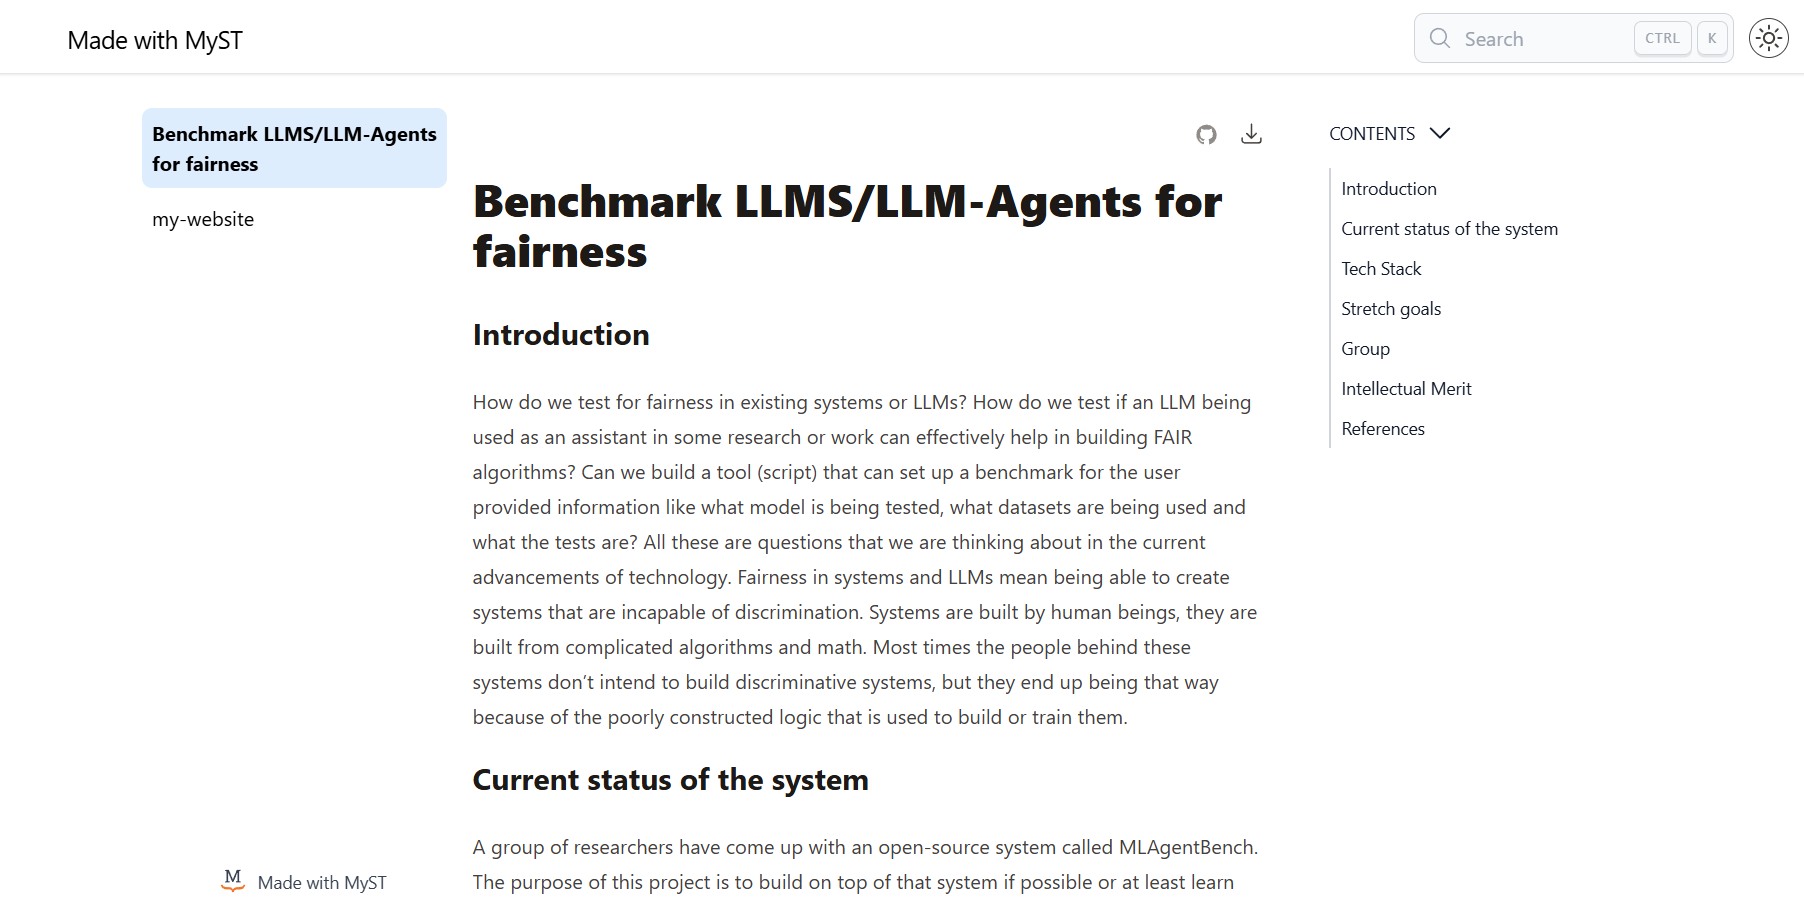 Made with MyST
Search
CTRL
K
Benchmark LLMS/LLM-Agents
for fairness
my-website
Benchmark LLMS/LLM-Agents for
fairness
Introduction
How do we test for fairness in existing systems or LLMs? How do we test if an LLM being
used as an assistant in some research or work can effectively help in building FAIR
algorithms? Can we build a tool (script) that can set up a benchmark for the user
provided information like what model is being tested, what datasets are being used and
what the tests are? All these are questions that we are thinking about in the current
advancements of technology. Fairness in systems and LLMs mean being able to create
systems that are incapable of discrimination. Systems are built by human beings, they are
built from complicated algorithms and math. Most times the people behind these
systems don’t intend to build discriminative systems, but they end up being that way
because of the poorly constructed logic that is used to build or train them.
Current status of the system
A group of researchers have come up with an open-source system called MLAgentBench.
The purpose of this project is to build on top of that system if possible or at least learn
CONTENTS
Introduction
Current status of the system
Tech Stack
Stretch goals
Group
Intellectual Merit
References
M
Made with MyST